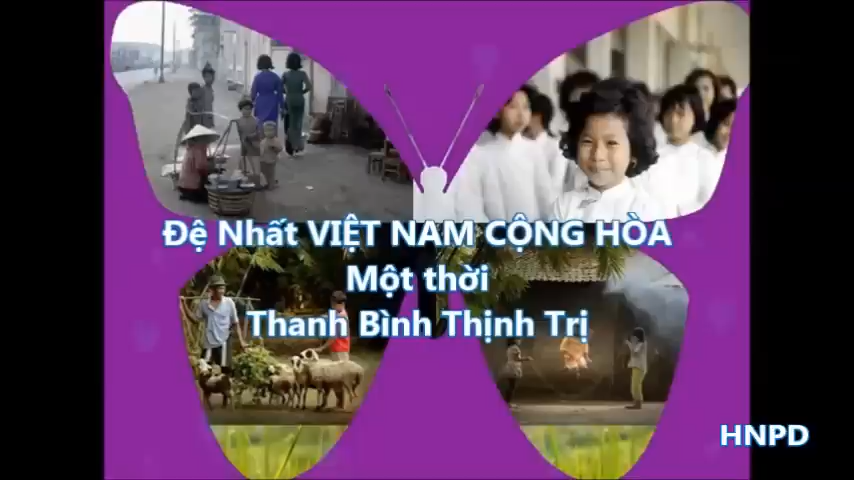 Đệ Nhất VIỆT NAM CỘNG HÒA
Một thời
Thanh Bình Thịnh Trị
HNPD